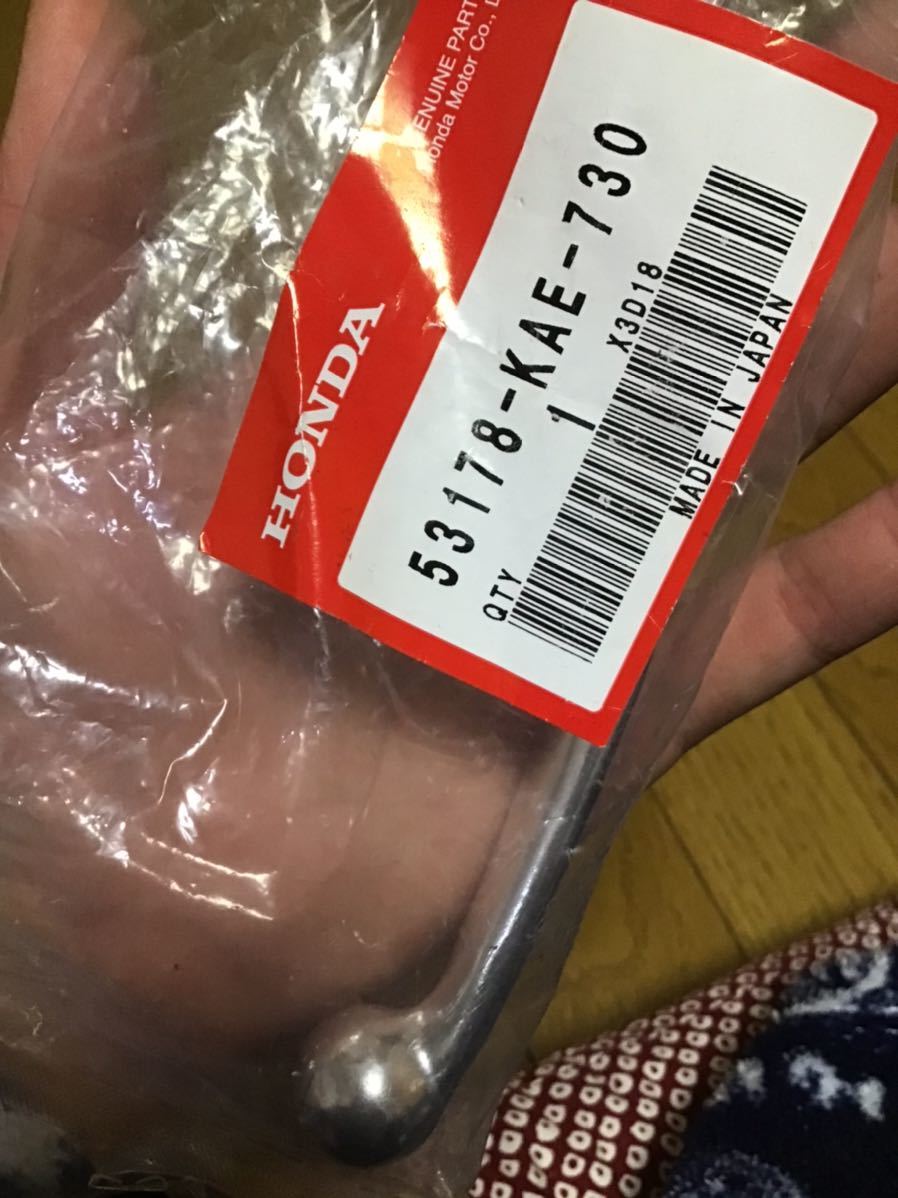 GENUINE PART
Honda Motor Co.,
HONDA
53178-KAE-730
QTY 1
X3D18
MADE IN JAPAN